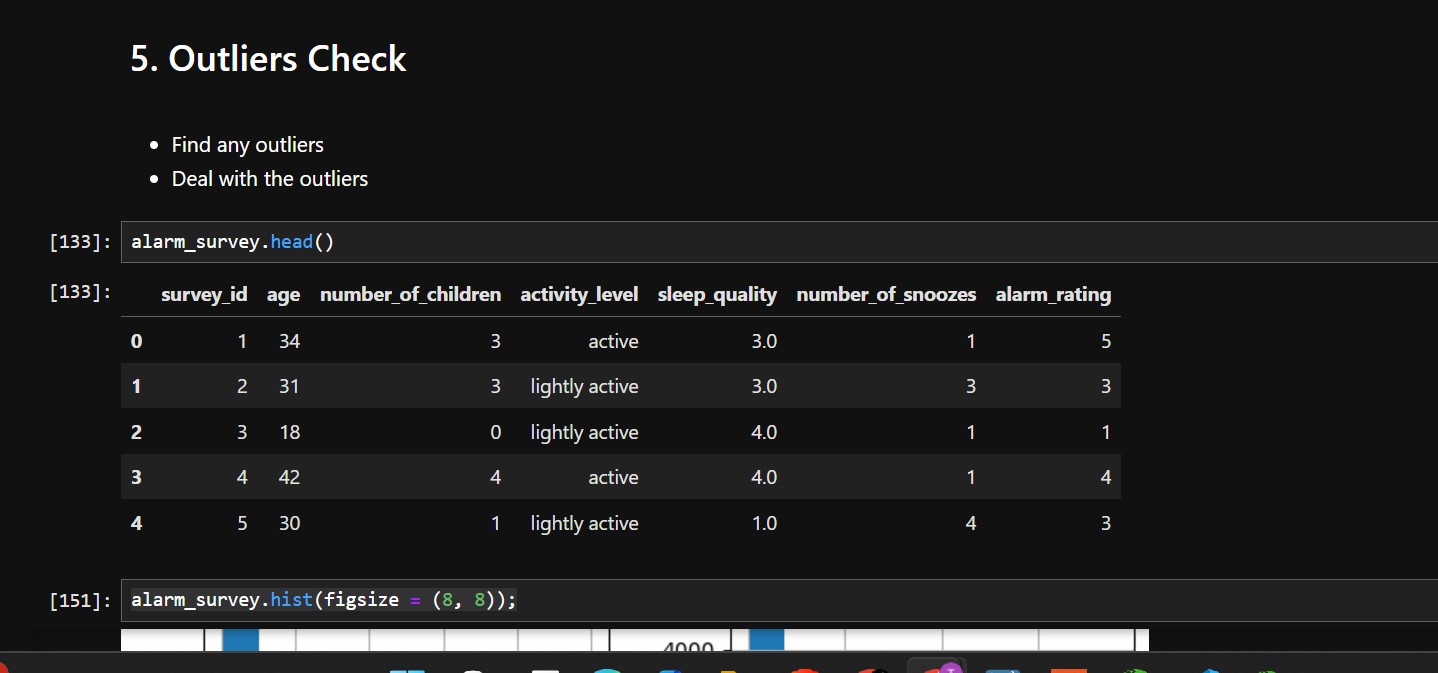 5. Outliers Check
• Find any outliers
• Deal with the outliers
[133]: alarm_survey.head()
[133]: survey_id age number_of_children activity_level sleep_quality number_of_snoozes alarm_rating
0 1 34 3 active 3.0 1 5
1 2 31 3 lightly active 3.0 3 3
2 3 18 0 lightly active 4.0 1 1
3 4 42 4 active 4.0 1 4
4 5 30 1 lightly active 1.0 4 3
[151]: alarm_survey.hist(figsize = (8, 8));
4000